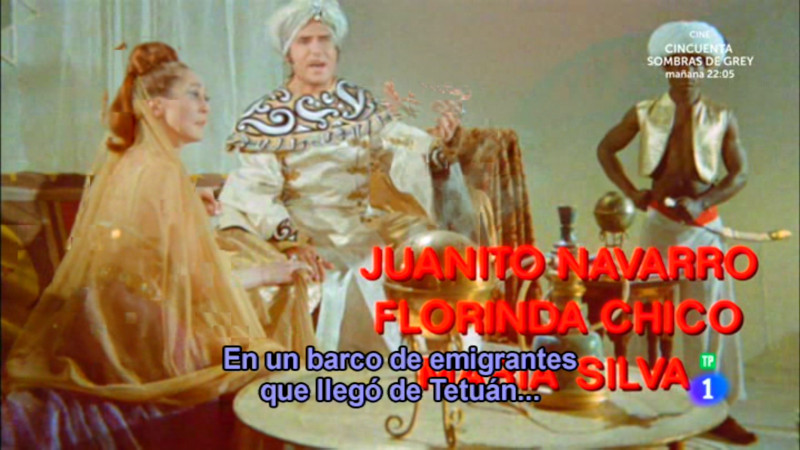 CINE
CINCUENTA
SOMBRAS DE GREY
mañana 22:05
JUANITO NAVARRO
FLORINDA CHICO
MARÍA SILVA
En un barco de emigrantes
que llegó de Tetuán...
TP
1